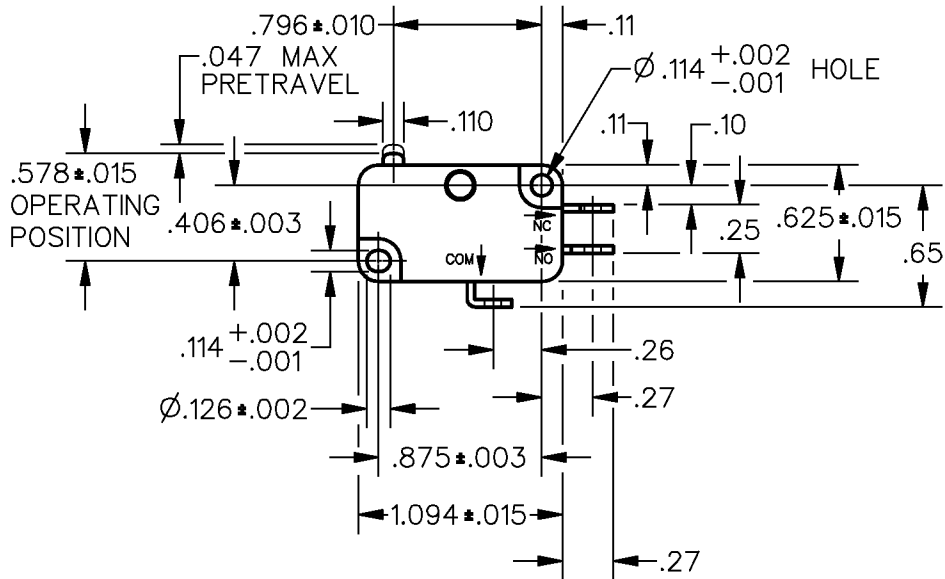 .796±.010
.11
.047 MAX
PRETRAVEL
Ø.114 +.002 -.001 HOLE
.110
.11
.10
.578±.015
OPERATING
POSITION
.406±.003
NC
.25
.625±.015
COM
NO
.65
.114 +.002 -.001
.26
Ø.126±.002
.27
.875±.003
1.094±.015
.27